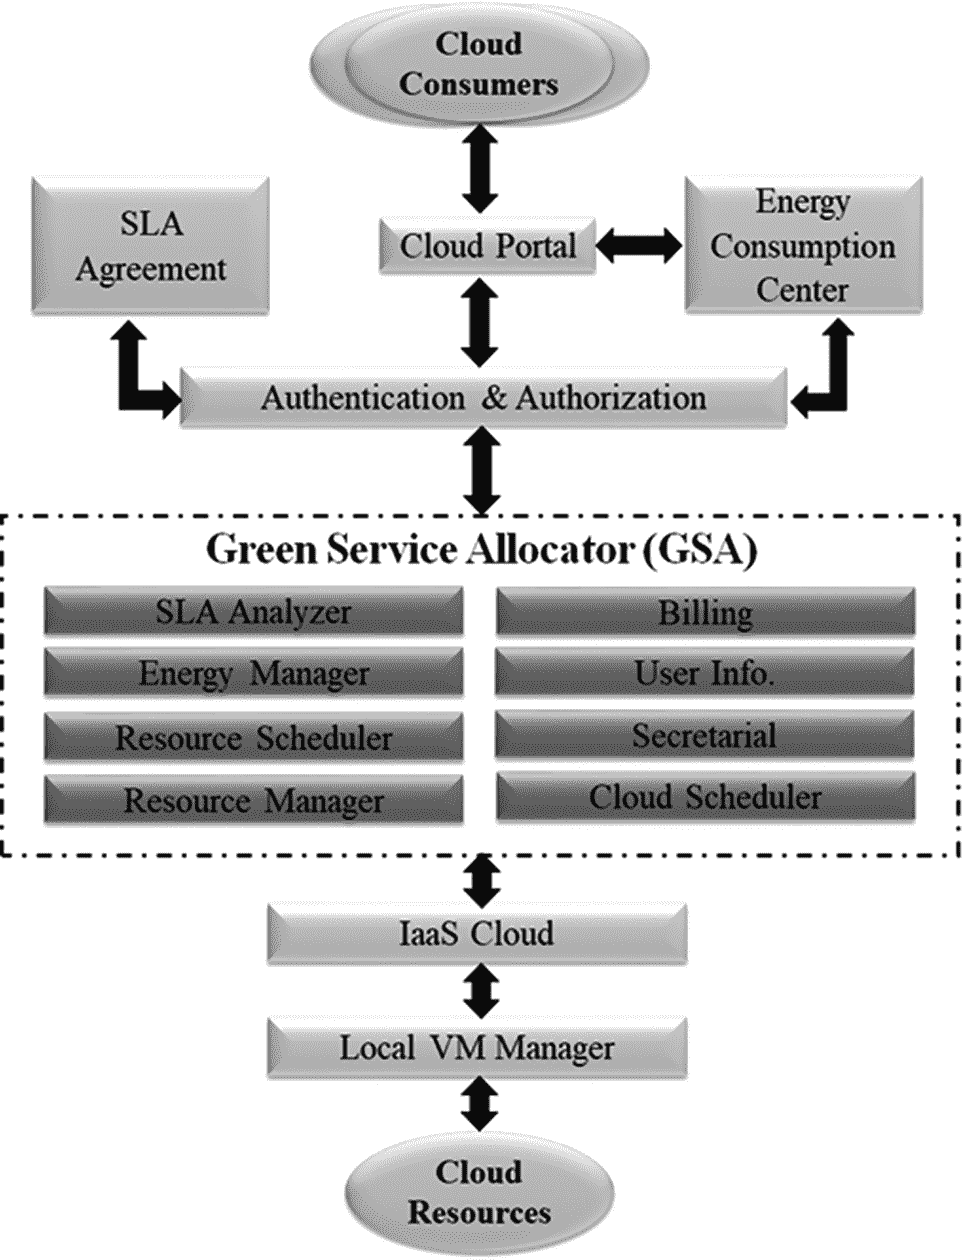 Cloud
Consumers
SLA
Agreement
Cloud Portal
Energy
Consumption
Center
Authentication & Authorization
Green Service Allocator (GSA)
SLA Analyzer
Billing
Energy Manager
User Info.
Resource Scheduler
Secretarial
Resource Manager
Cloud Scheduler
IaaS Cloud
Local VM Manager
Cloud
Resources